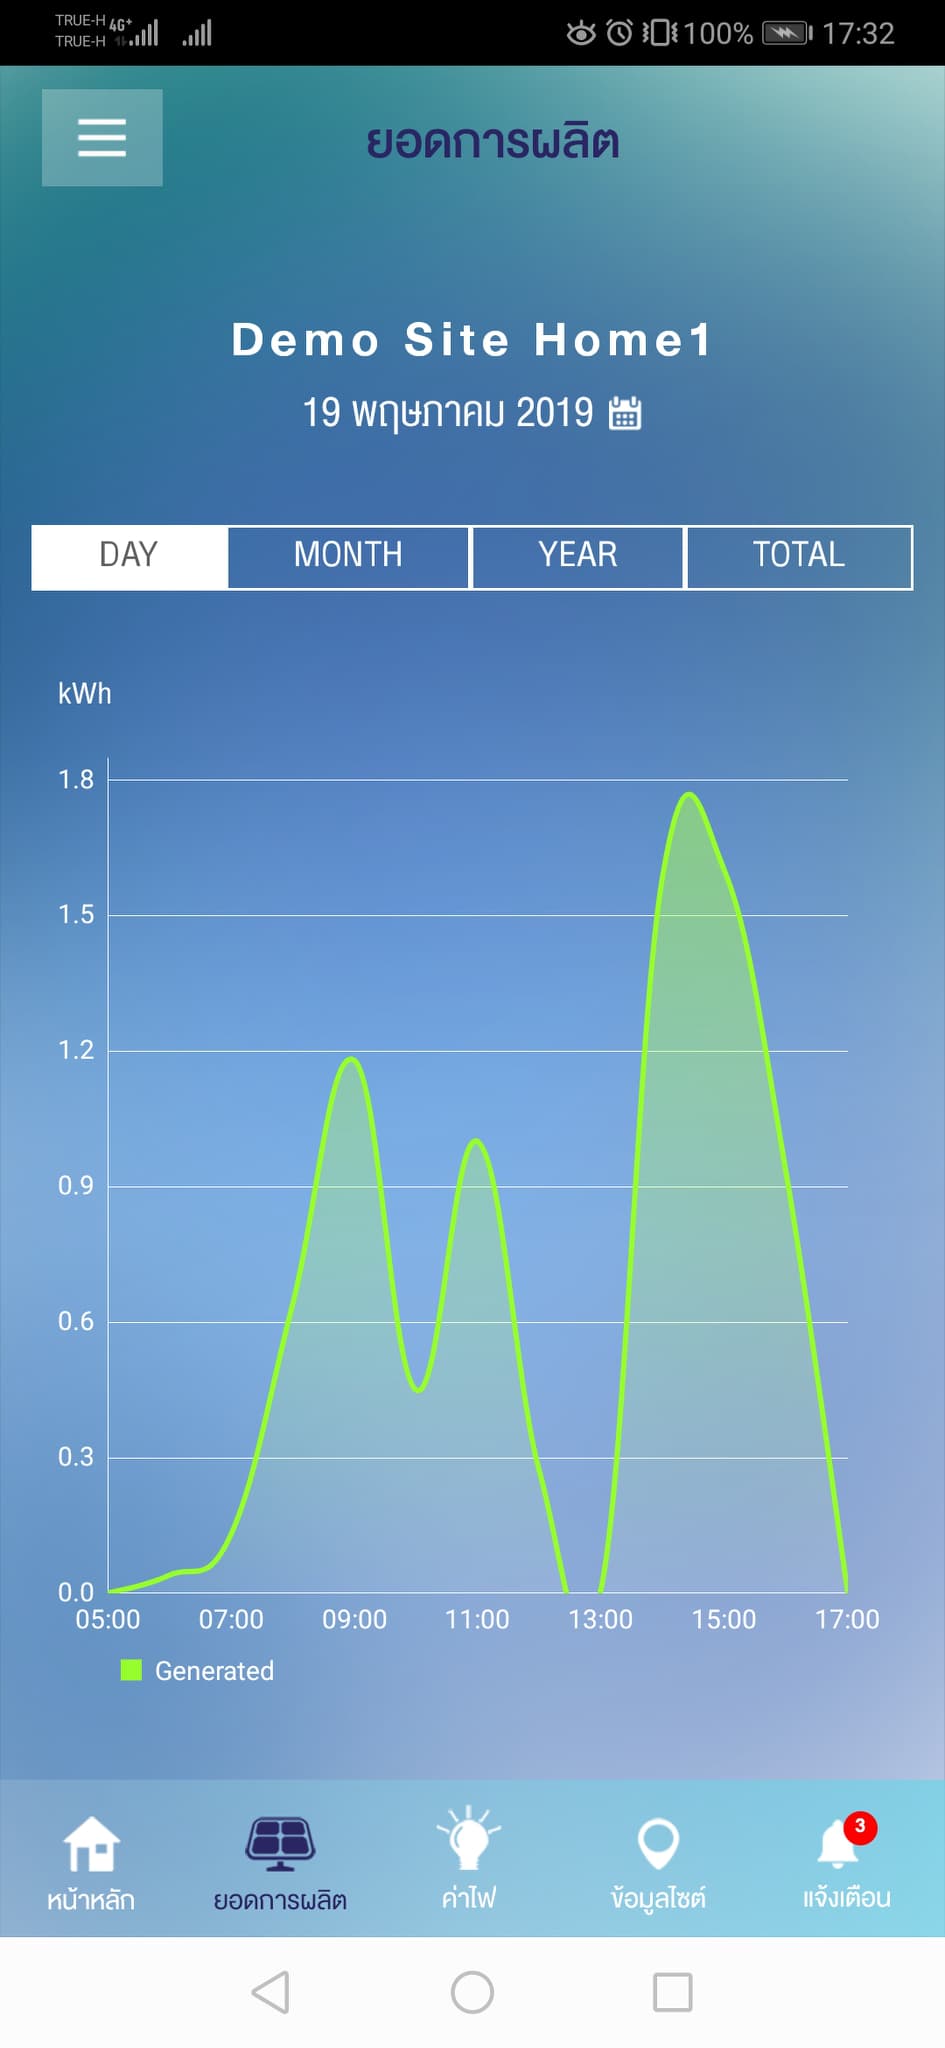 TRUE-H 4G+
TRUE-H
100% 17:32
ยอดการผลิต
Demo Site Home1
19 พฤษภาคม 2019
DAY MONTH YEAR TOTAL
kWh
1.8
1.5
1.2
0.9
0.6
0.3
0.0
05:00 07:00 09:00 11:00 13:00 15:00 17:00
Generated
3
หน้าหลัก ยอดการผลิต ค่าไฟ ข้อมูลไซต์ แจ้งเตือน